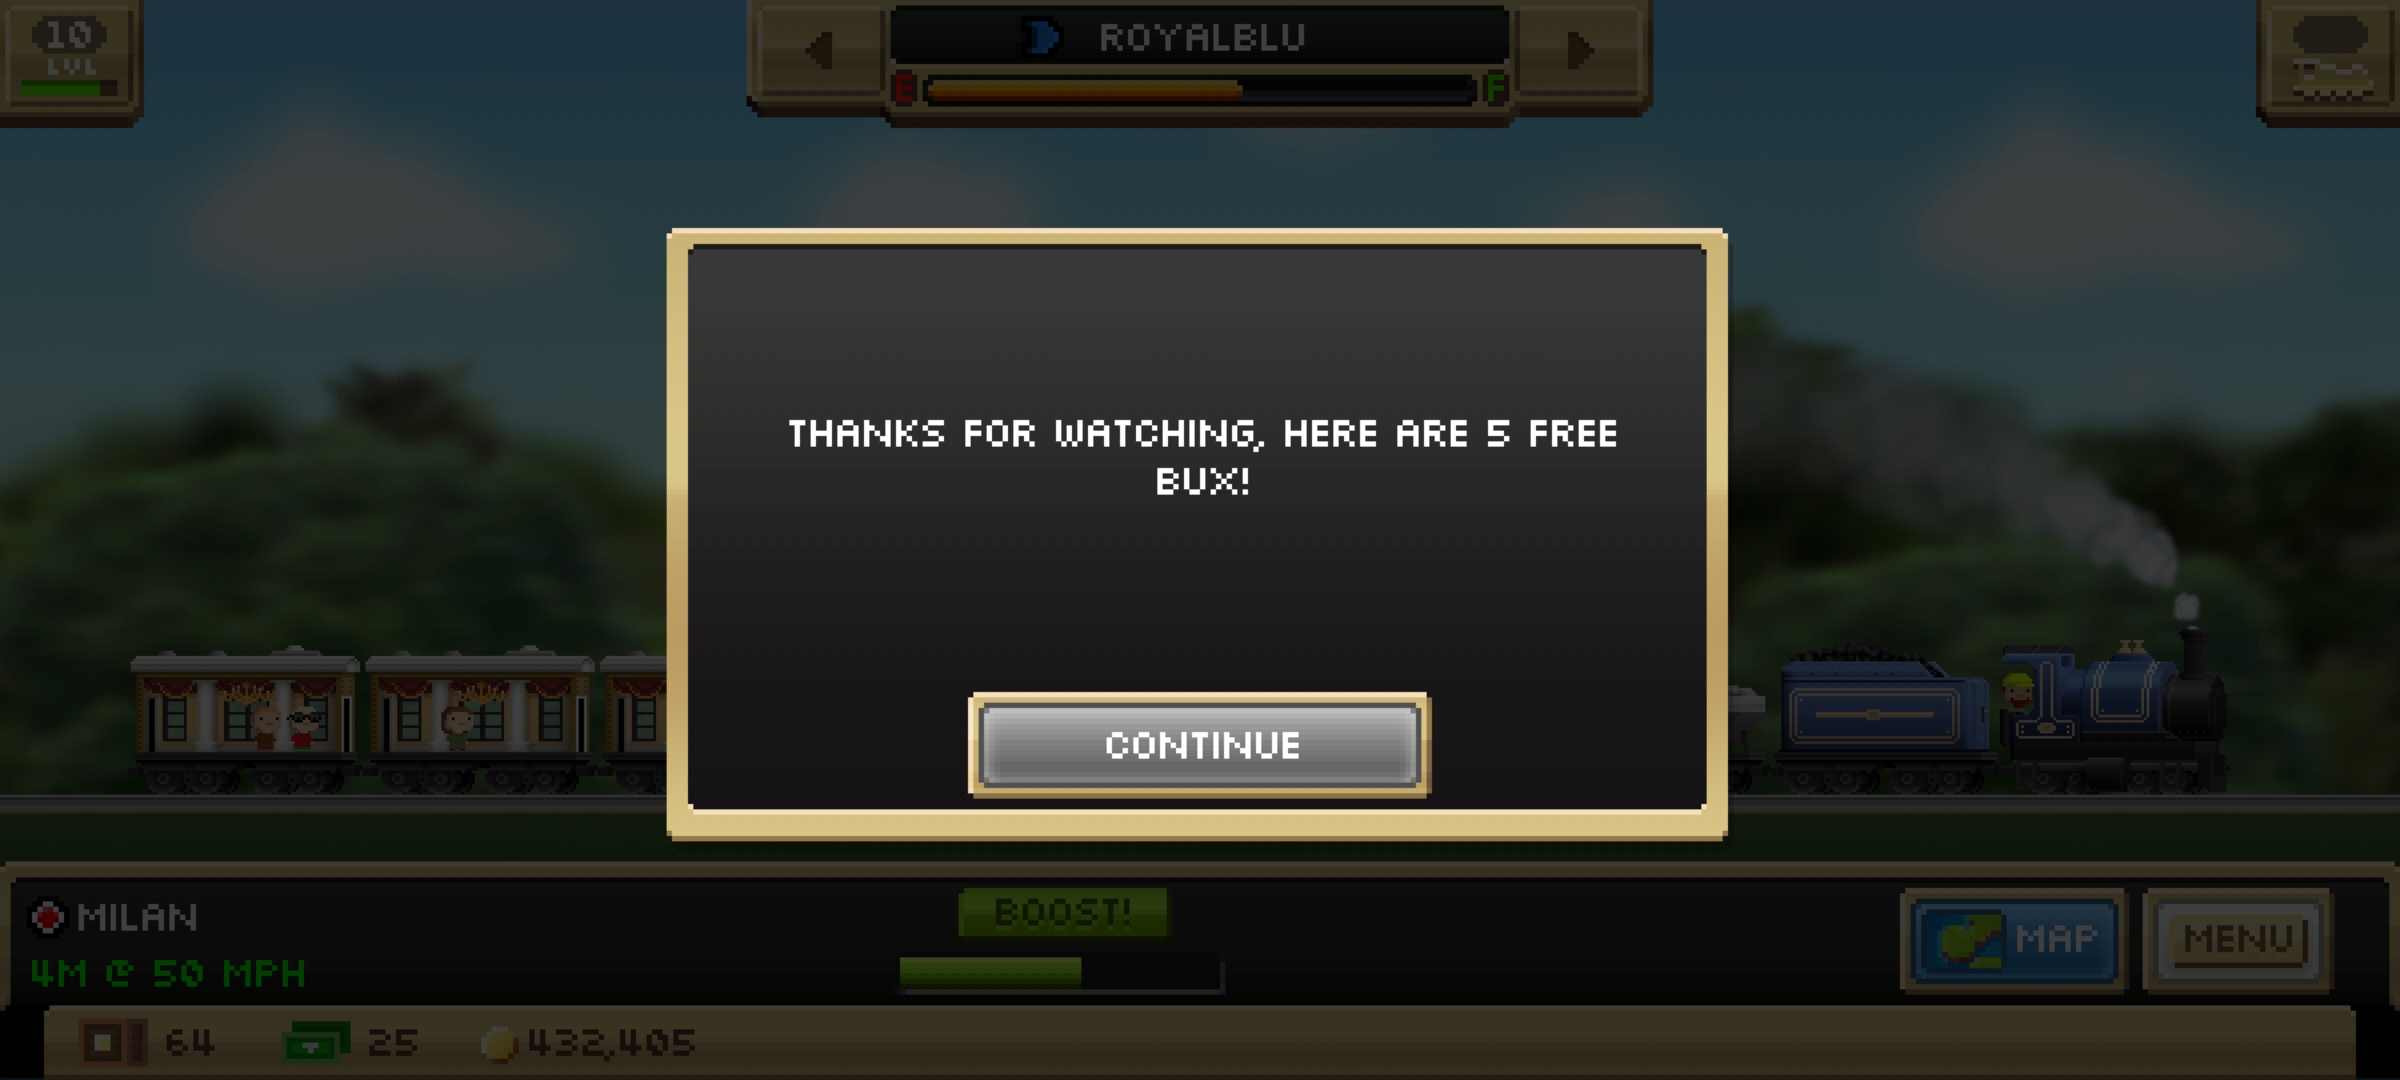 10
LVL
ROYALBLU
E
F
THANKS FOR WATCHING, HERE ARE 5 FREE
BUX!
CONTINUE
MILAN
4M @ 50 MPH
BOOST!
MAP
MENU
64
25
432,405